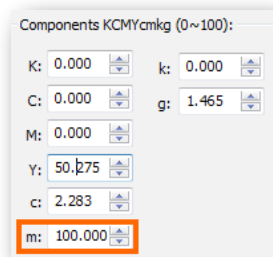 Components KCMYcmkg (0~100):
K: 0.000 k: 0.000
C: 0.000 g: 1.465
M: 0.000
Y: 50.275
c: 2.283
m: 100.000